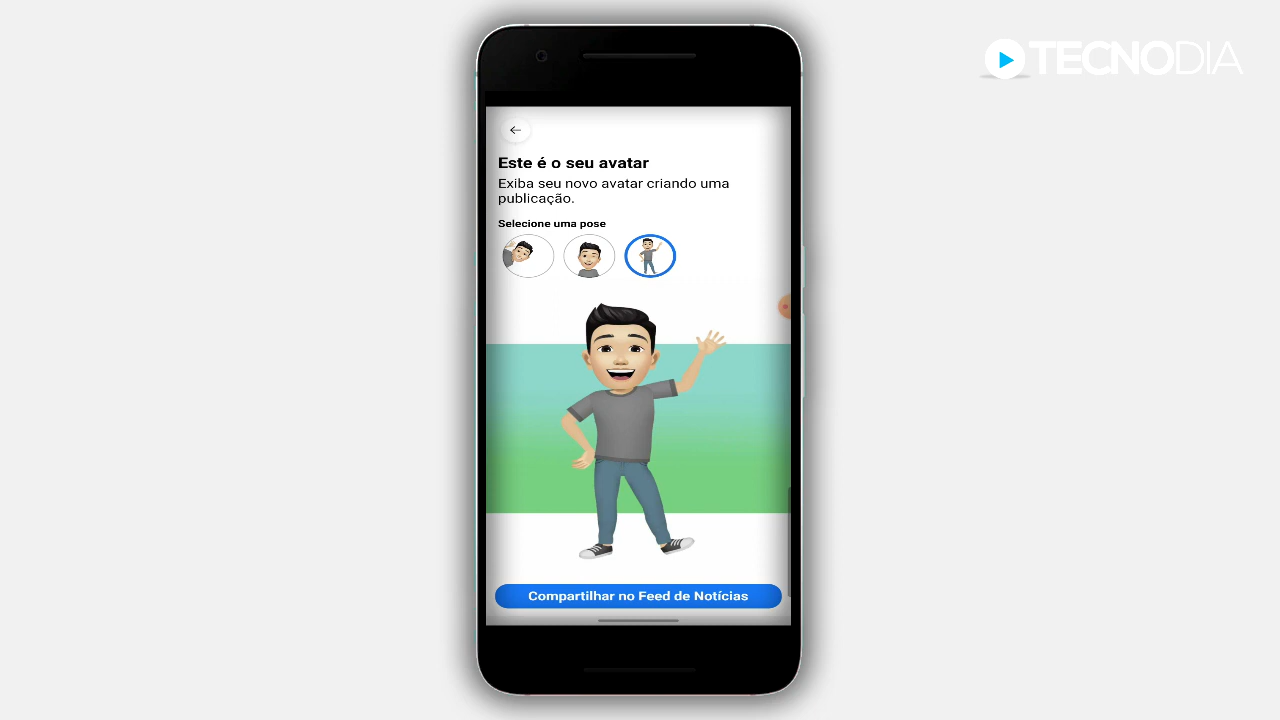 TECNODIA
Este é o seu avatar
Exiba seu novo avatar criando uma
publicação.
Selecione uma pose
Compartilhar no Feed de Notícias